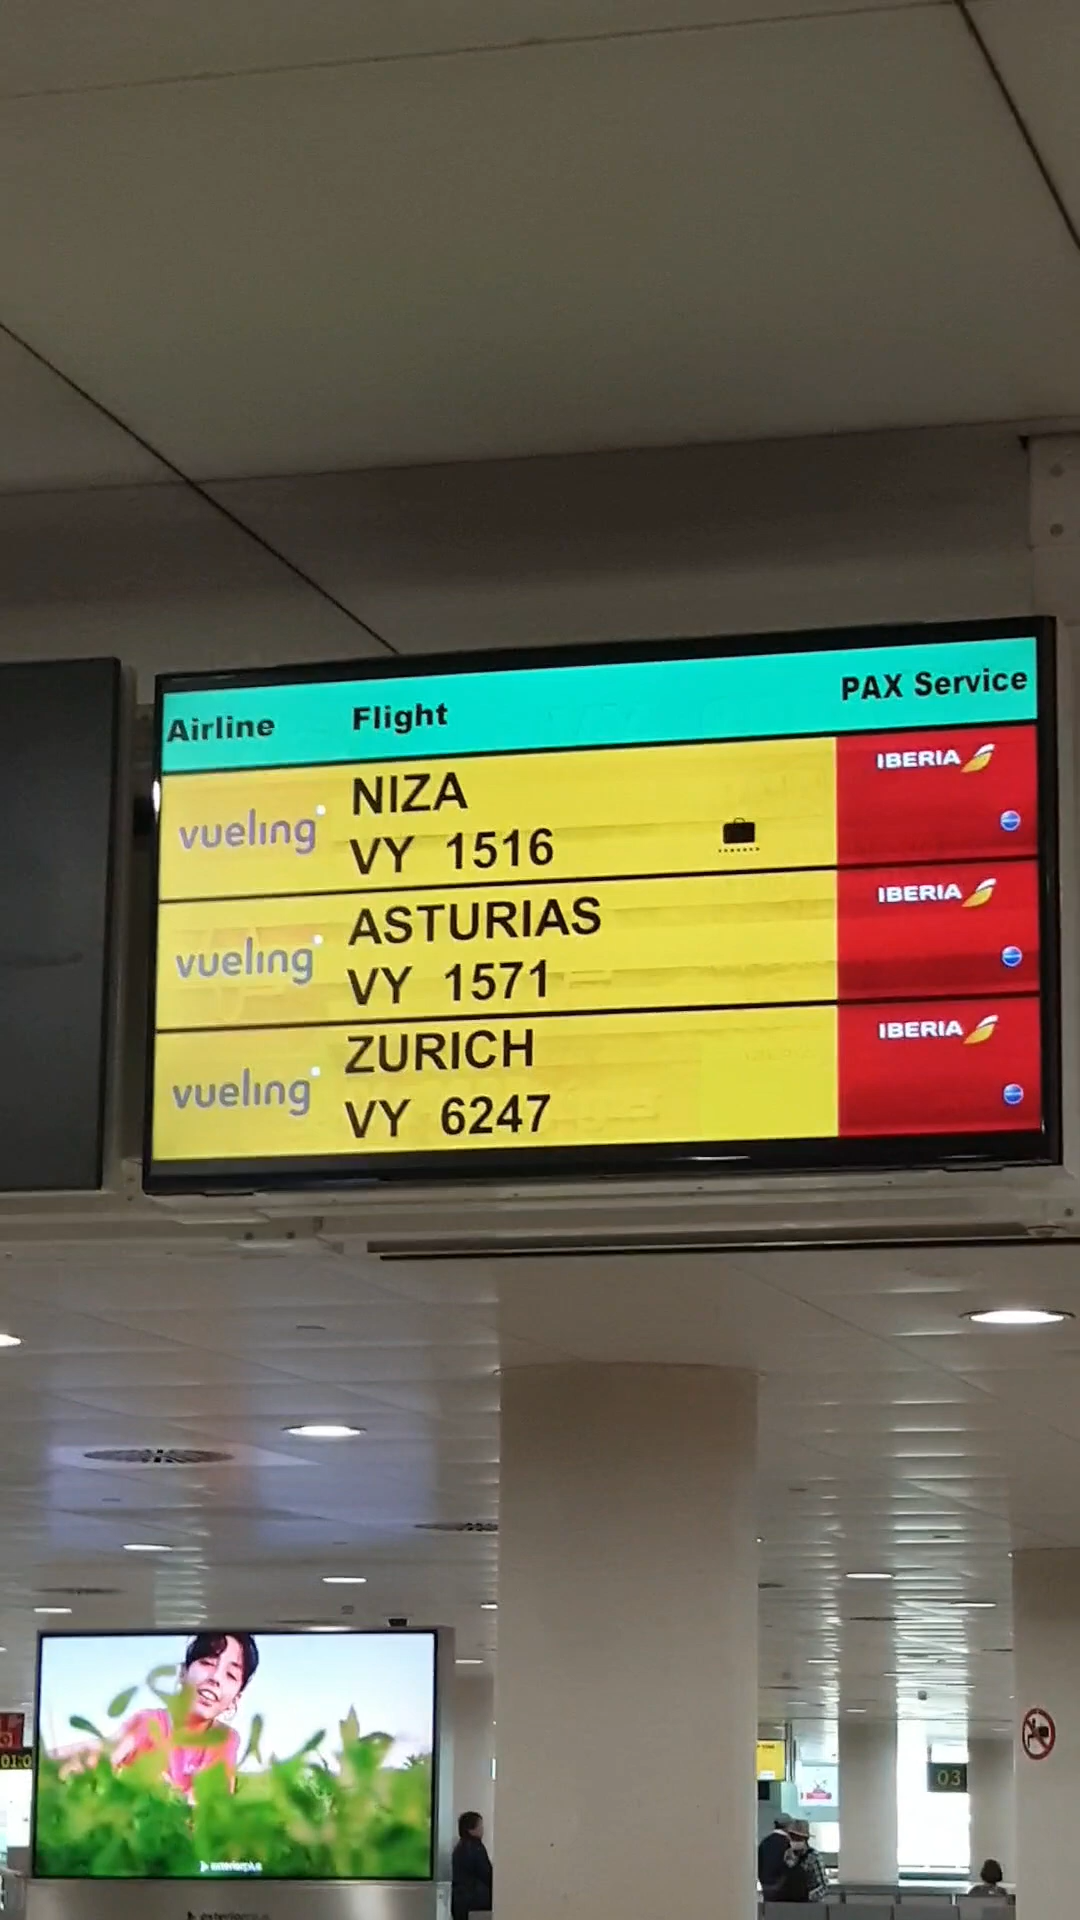 Airline Flight PAX Service
vueling NIZA IBERIA
VY 1516
vueling ASTURIAS IBERIA
VY 1571
vueling ZURICH IBERIA
VY 6247
03